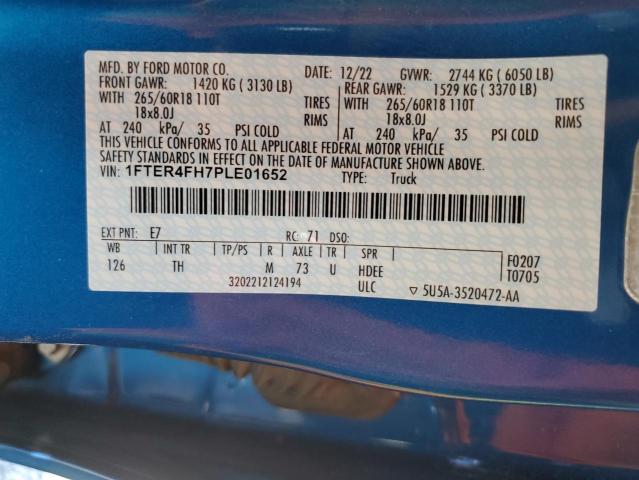 MFD. BY FORD MOTOR CO. DATE: 12/22 GVWR: 2744 KG ( 6050 LB)
FRONT GAWR: 1420 KG ( 3130 LB) REAR GAWR: 1529 KG ( 3370 LB)
WITH 265/60R18 110T TIRES WITH 265/60R18 110T TIRES
18x8.0J RIMS 18x8.0J RIMS
AT 240 kPa/ 35 PSI COLD AT 240 kPa/ 35 PSI COLD
THIS VEHICLE CONFORMS TO ALL APPLICABLE FEDERAL MOTOR VEHICLE
SAFETY STANDARDS IN EFFECT ON THE DATE OF MANUFACTURE SHOWN ABOVE.
VIN: 1FTER4FH7PLE01652 TYPE: Truck
EXT PNT: E7 RC: 71 DSO:
WB INT TR TP/PS R AXLE TR SPR F0207
126 TH M 73 U HDEE T0705
3202212124194 ULC ▽ 5U5A-3520472-AA